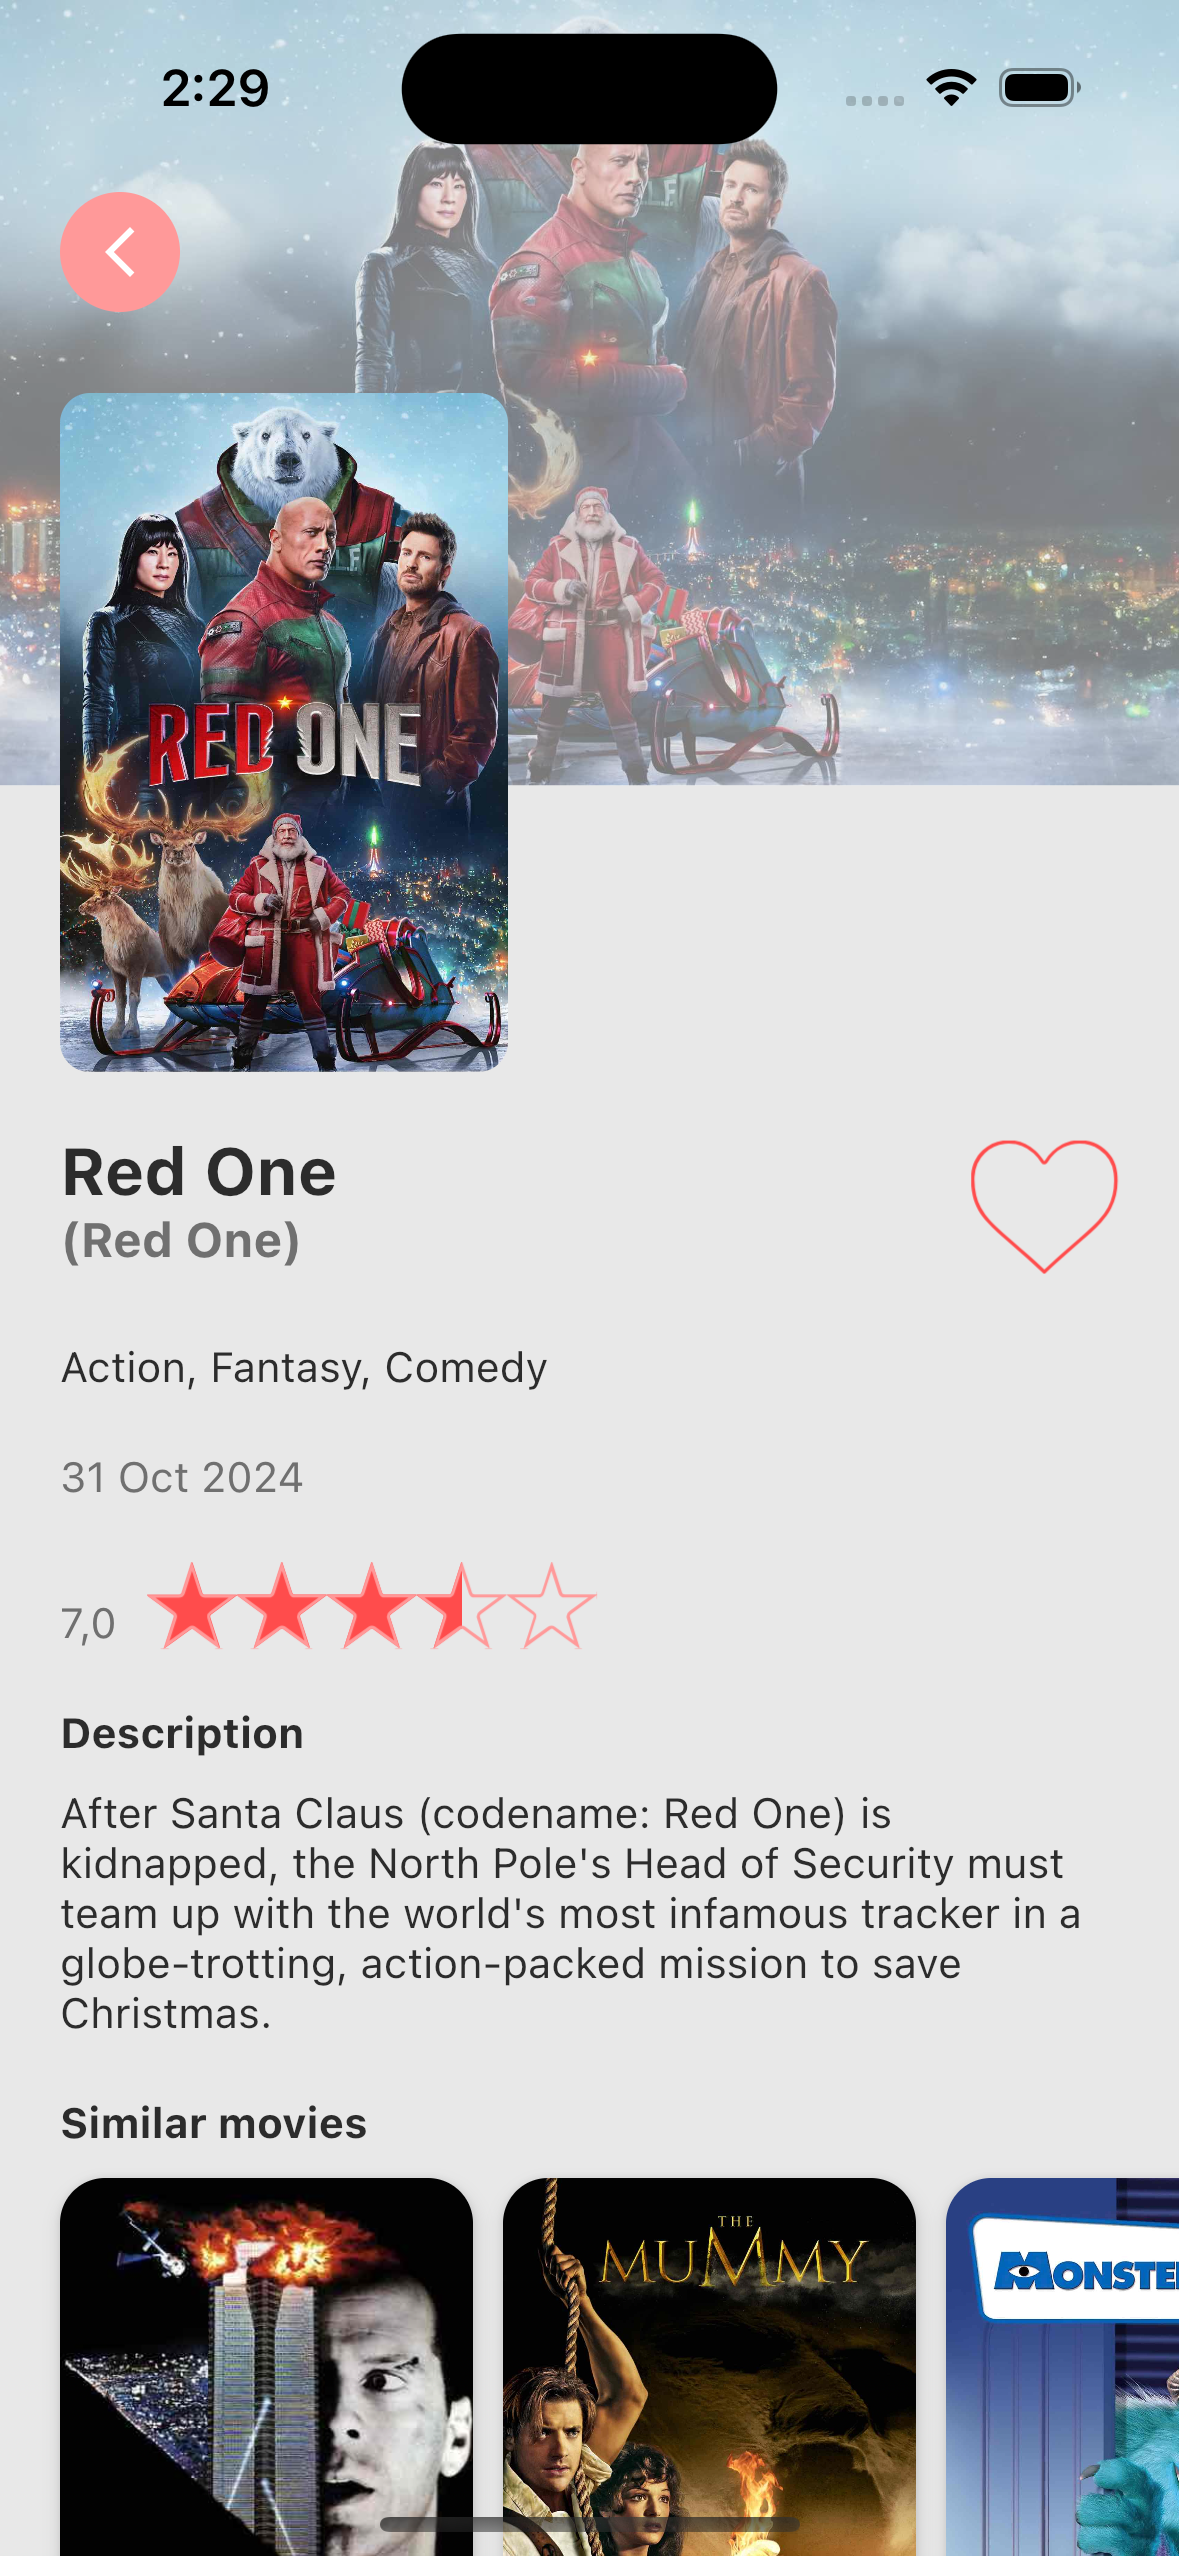 2:29
RED ONE
Red One
(Red One)
Action, Fantasy, Comedy
31 Oct 2024
7,0
Description
After Santa Claus (codename: Red One) is
kidnapped, the North Pole's Head of Security must
team up with the world's most infamous tracker in a
globe-trotting, action-packed mission to save
Christmas.
Similar movies
THE
MUMMY
MONSTE